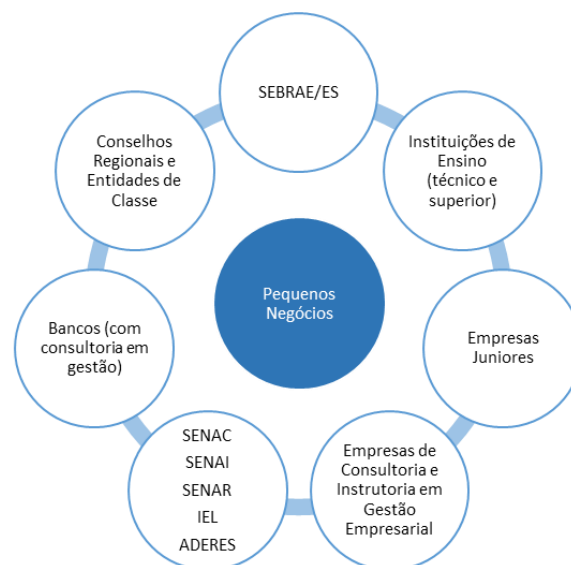 SEBRAE/ES
Instituições de
Ensino
(técnico e
superior)
Empresas
Juniores
Empresas de
Consultoria e
Instrutoria em
Gestão
Empresarial
SENAC
SENAI
SENAR
IEL
ADERES
Bancos (com
consultoria em
gestão)
Conselhos
Regionais e
Entidades de
Classe
Pequenos
Negócios